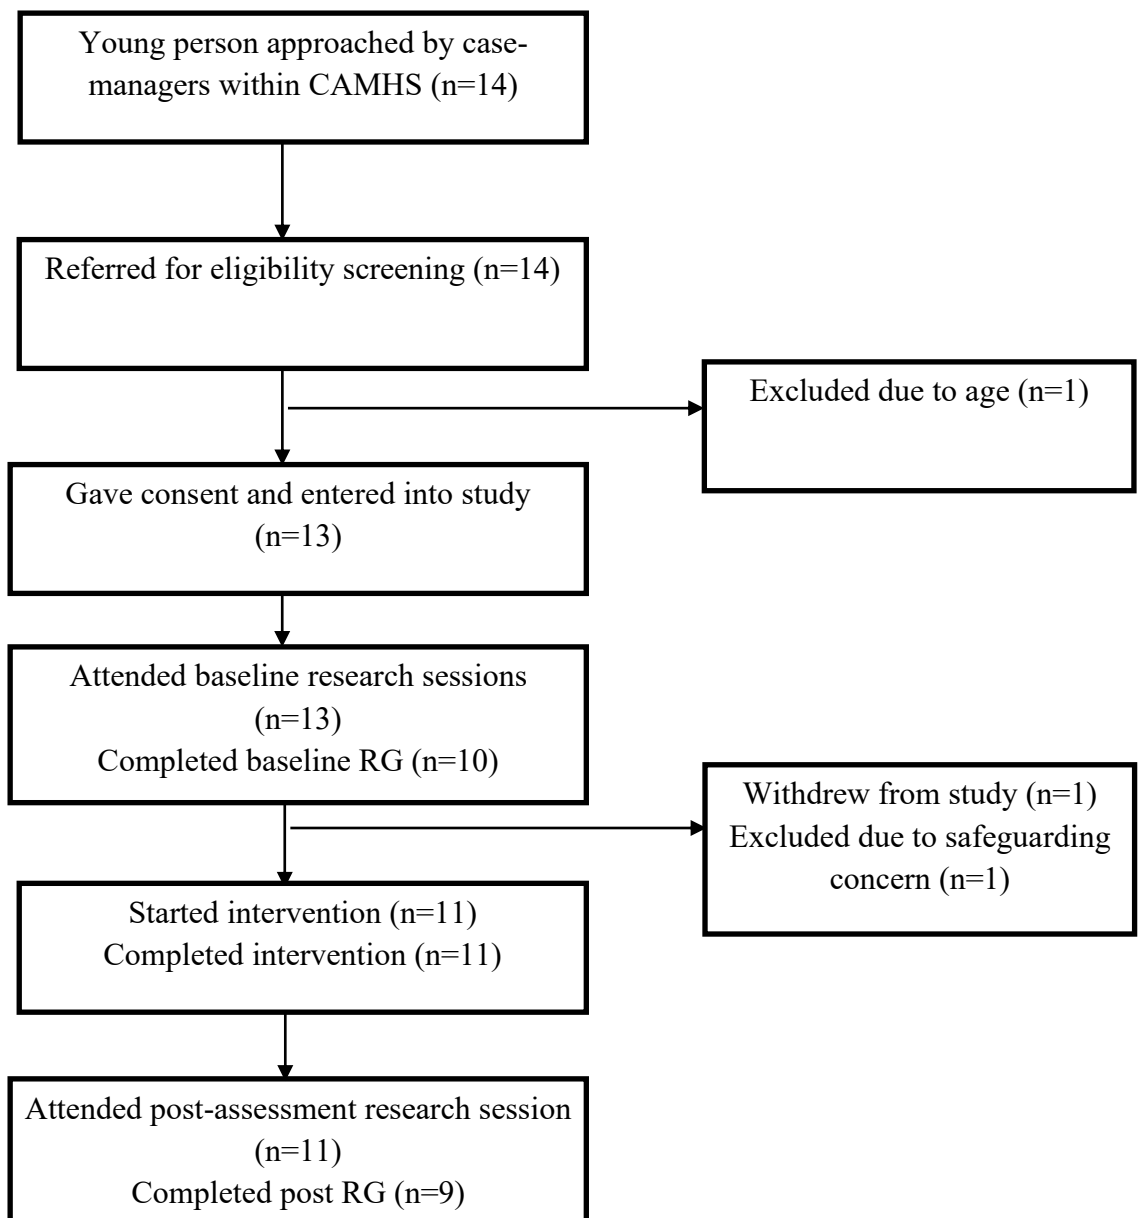 Young person approached by case-
managers within CAMHS (n=14)
Referred for eligibility screening (n=14)
Excluded due to age (n=1)
Gave consent and entered into study
(n=13)
Attended baseline research sessions
(n=13)
Completed baseline RG (n=10)
Withdrew from study (n=1)
Excluded due to safeguarding
concern (n=1)
Started intervention (n=11)
Completed intervention (n=11)
Attended post-assessment research session
(n=11)
Completed post RG (n=9)